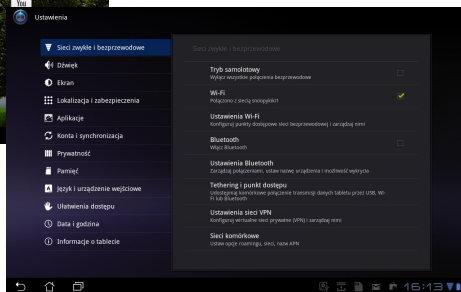 You
Ustawienia
Sieci zwykłe i bezprzewodowe
Dźwięk
Ekran
Lokalizacja i zabezpieczenia
Aplikacje
Konta i synchronizacja
Prywatność
Pamięć
Język i urządzenie wejściowe
Ułatwienia dostępu
Data i godzina
Informacje o tablecie
Sieci zwykłe i bezprzewodowe
Tryb samolotowy
Wyłącz wszystkie połączenia bezprzewodowe
Wi-Fi
Połączono z siecią snoopykiti1
Ustawienia Wi-Fi
Konfiguruj punkty dostępowe sieci bezprzewodowej i zarządzaj nimi
Bluetooth
Włącz Bluetooth
Ustawienia Bluetooth
Zarządzaj połączeniami, ustaw nazwę urządzenia i możliwość wykrycia
Tethering i punkt dostępu
Udostępniaj komórkowe połączenie transmisji danych tabletu przez USB, Wi-
Fi lub Bluetooth
Ustawienia sieci VPN
Konfiguruj wirtualne sieci prywatne (VPN) i zarządzaj nimi
Sieci komórkowe
Ustaw opcje roamingu, sieci, nazw APN
16:13